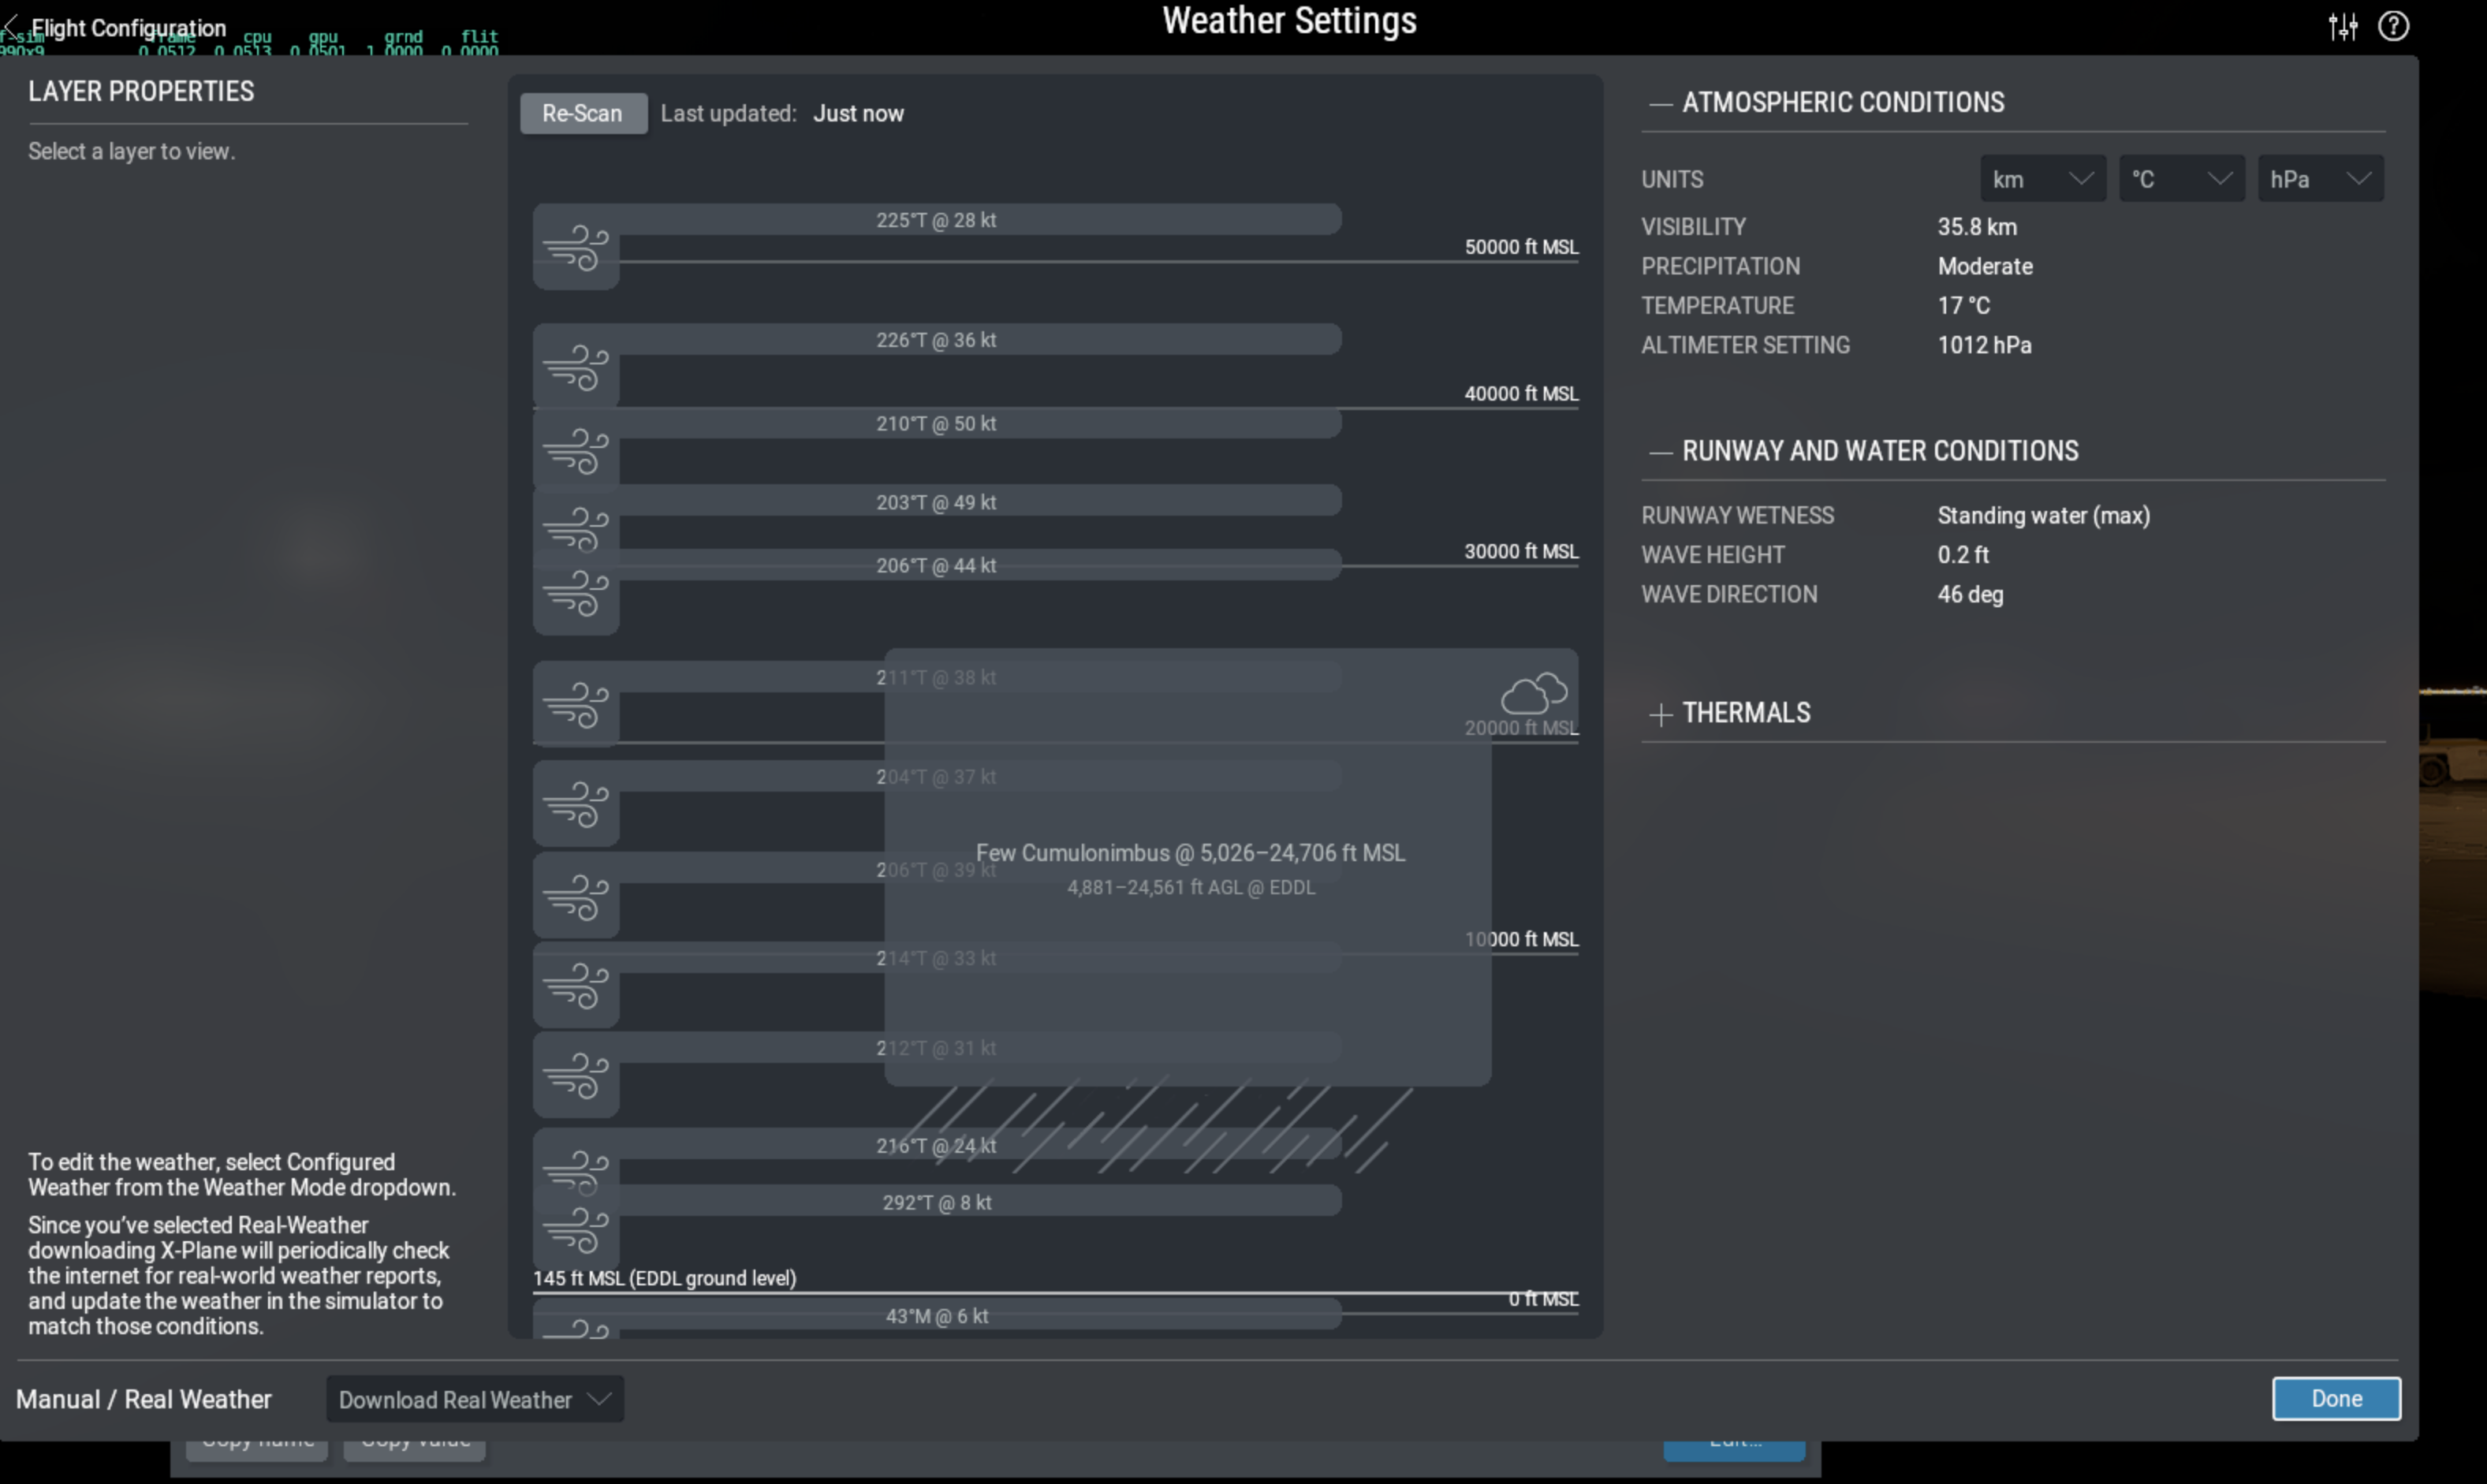 Flight Configuration
Weather Settings
f-sim frame cpu gpu grnd flit
990x9 0.0512 0.0513 0.0501 1.0000 0.0000
LAYER PROPERTIES
Select a layer to view.
Re-Scan Last updated: Just now
225°T @ 28 kt
50000 ft MSL
226°T @ 36 kt
40000 ft MSL
210°T @ 50 kt
203°T @ 49 kt
30000 ft MSL
206°T @ 44 kt
211°T @ 38 kt
20000 ft MSL
204°T @ 37 kt
Few Cumulonimbus @ 5,026–24,706 ft MSL
206°T @ 39 kt
4,881–24,561 ft AGL @ EDDL
10000 ft MSL
214°T @ 33 kt
212°T @ 31 kt
216°T @ 24 kt
292°T @ 8 kt
145 ft MSL (EDDL ground level)
0 ft MSL
43°M @ 6 kt
ATMOSPHERIC CONDITIONS
UNITS km °C hPa
VISIBILITY 35.8 km
PRECIPITATION Moderate
TEMPERATURE 17 °C
ALTIMETER SETTING 1012 hPa
RUNWAY AND WATER CONDITIONS
RUNWAY WETNESS Standing water (max)
WAVE HEIGHT 0.2 ft
WAVE DIRECTION 46 deg
THERMALS
To edit the weather, select Configured
Weather from the Weather Mode dropdown.
Since you've selected Real-Weather
downloading X-Plane will periodically check
the internet for real-world weather reports,
and update the weather in the simulator to
match those conditions.
Manual / Real Weather Download Real Weather
Done
Copy name Copy value Edit...